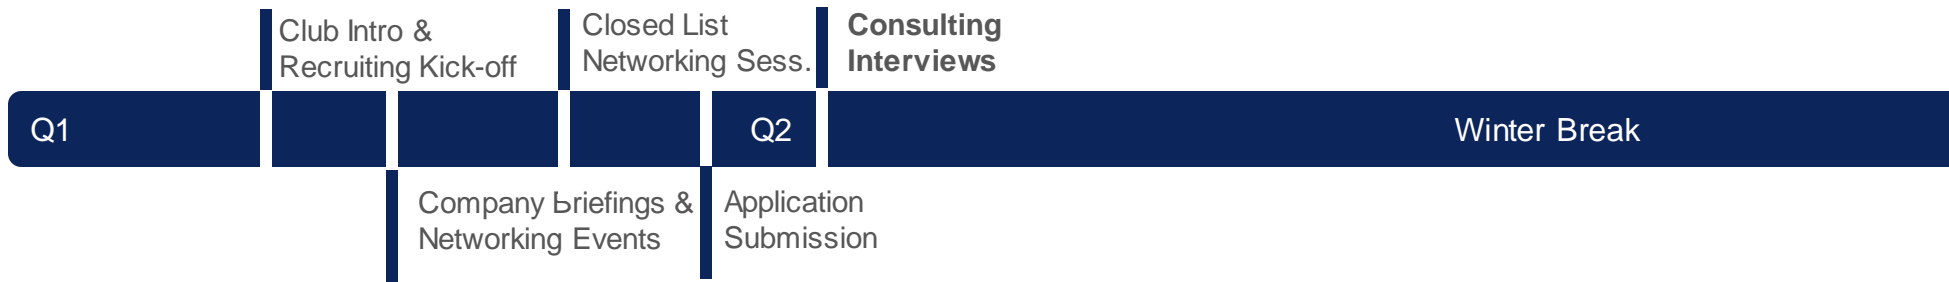 Club Intro &
Recruiting Kick-off
Closed List
Networking Sess.
Consulting
Interviews
Q1
Q2
Winter Break
Company Briefings &
Networking Events
Application
Submission